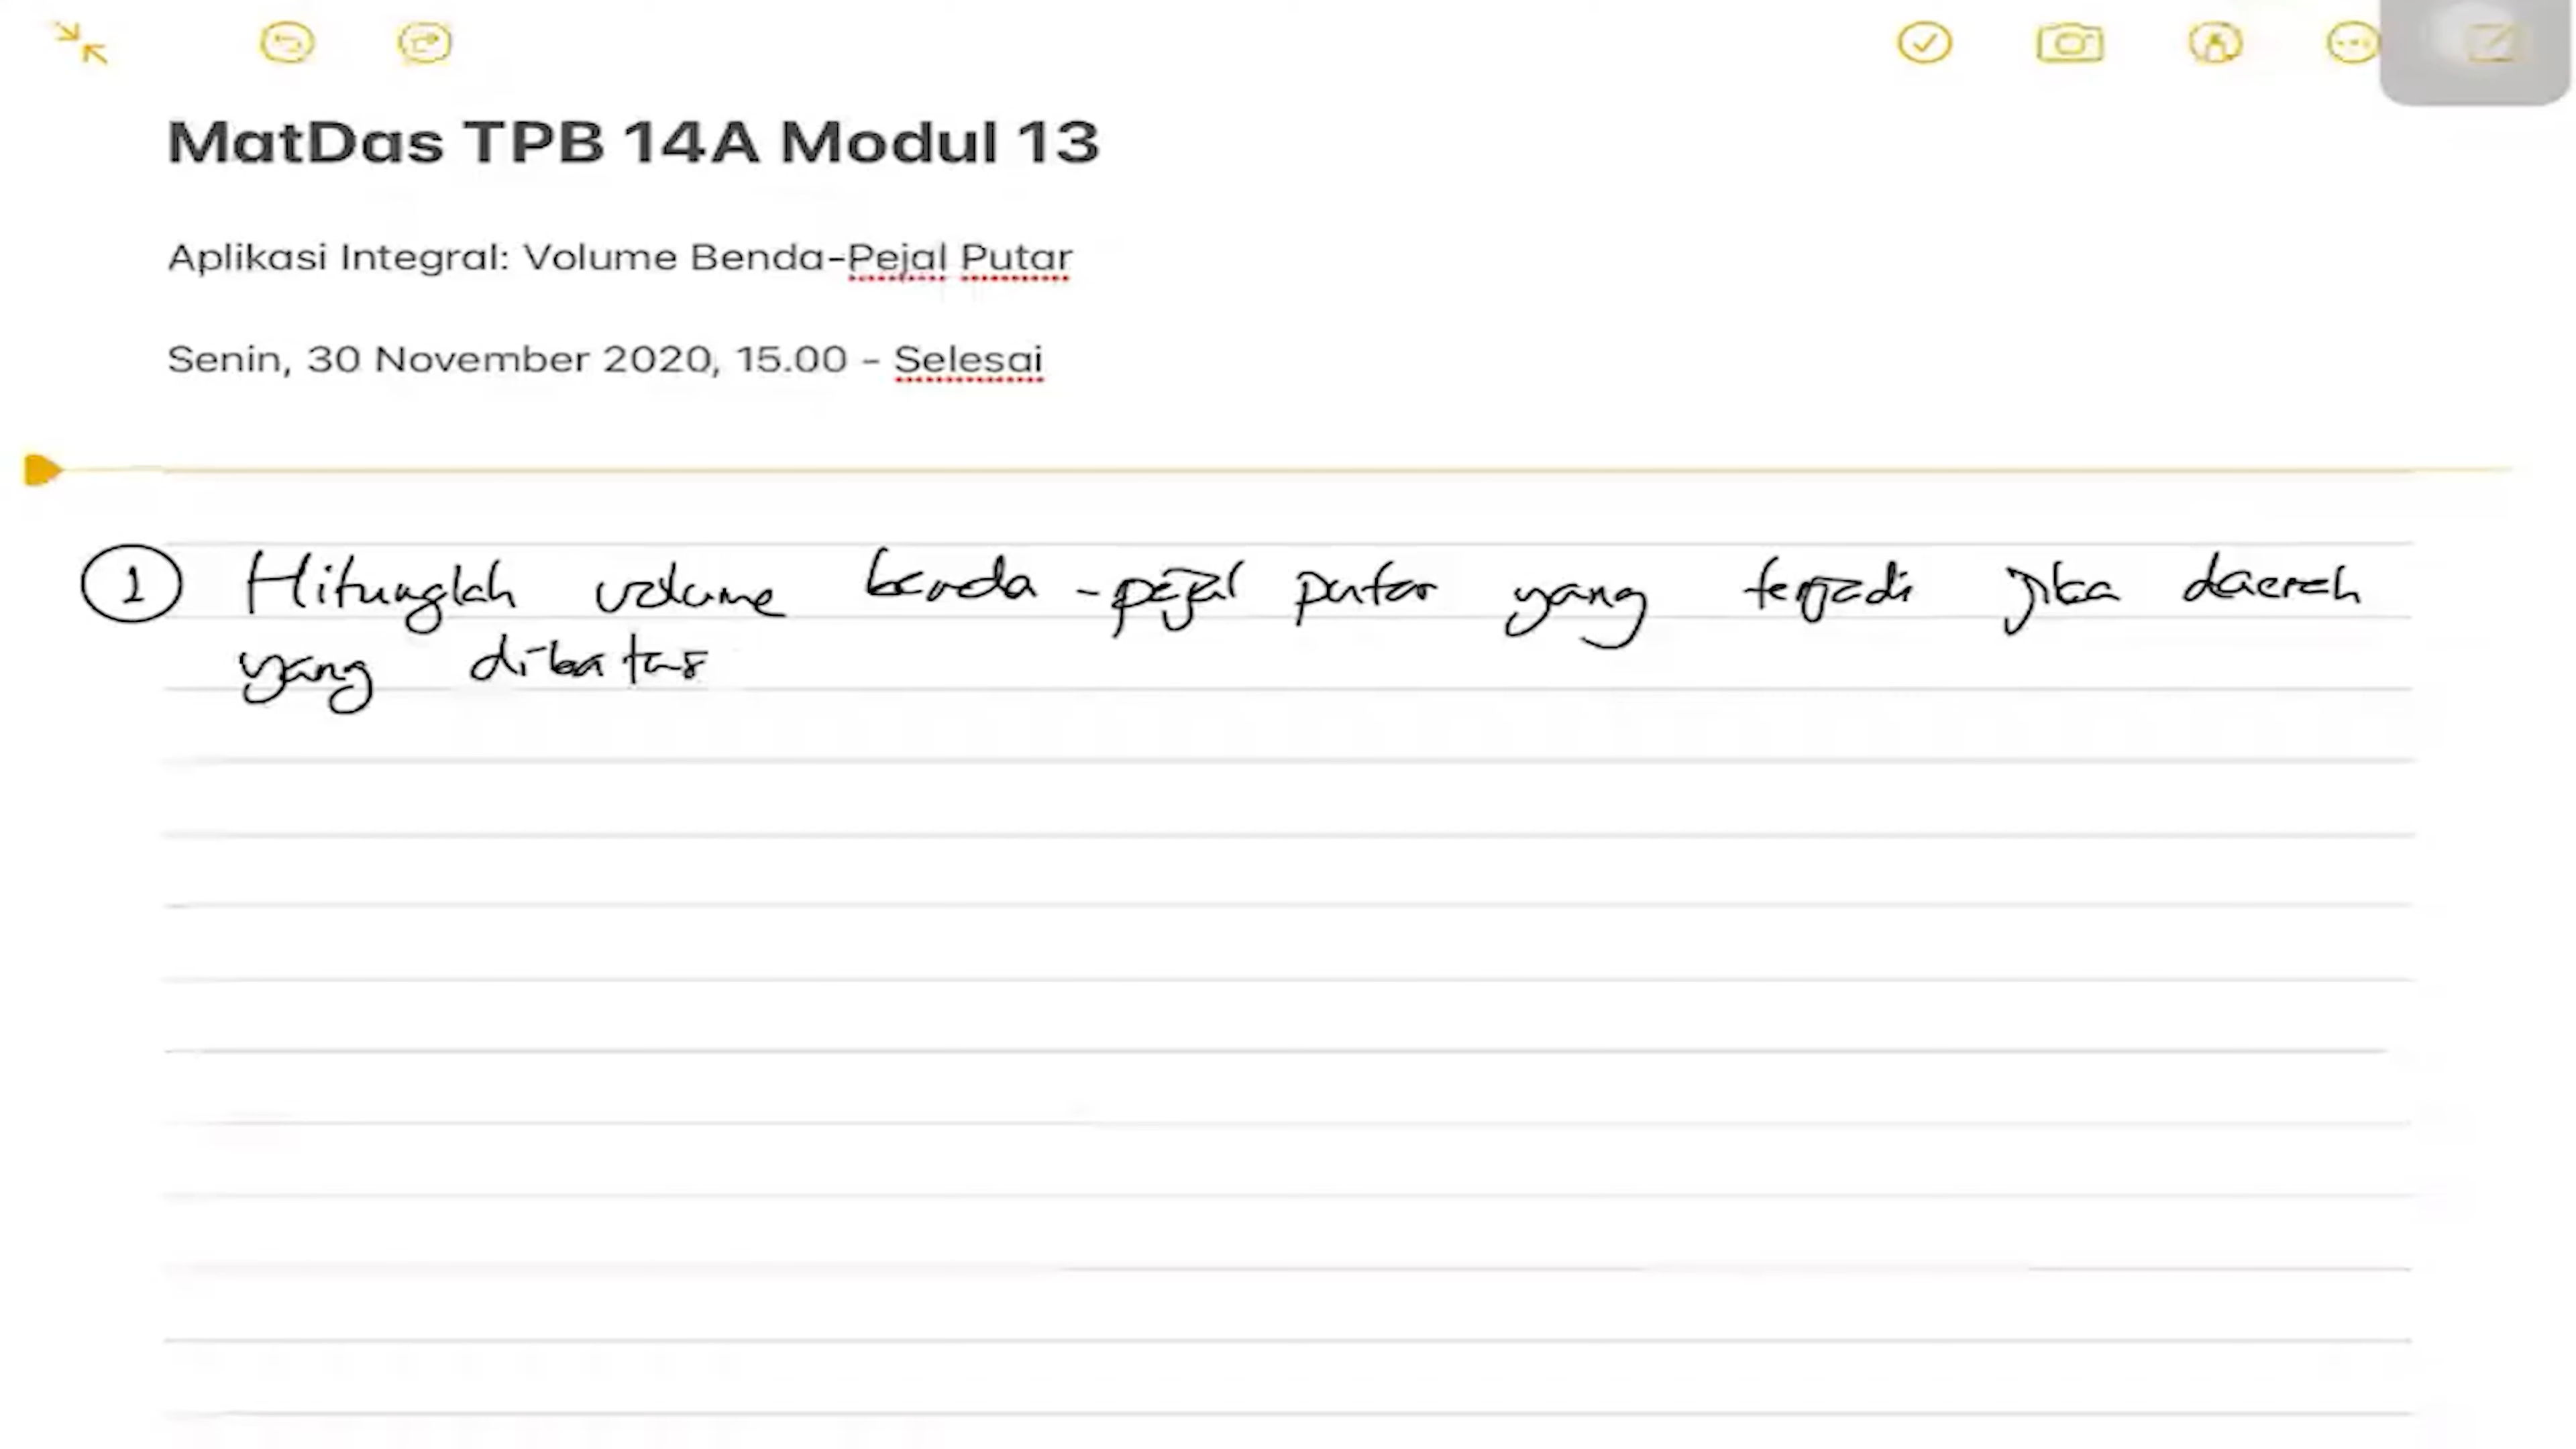 MatDas TPB 14A Modul 13
Aplikasi Integral: Volume Benda-Pejal Putar
Senin, 30 November 2020, 15.00 - Selesai
1 Hitunglah volume benda-pejal putar yang terjadi jika daerah
yang dibatas